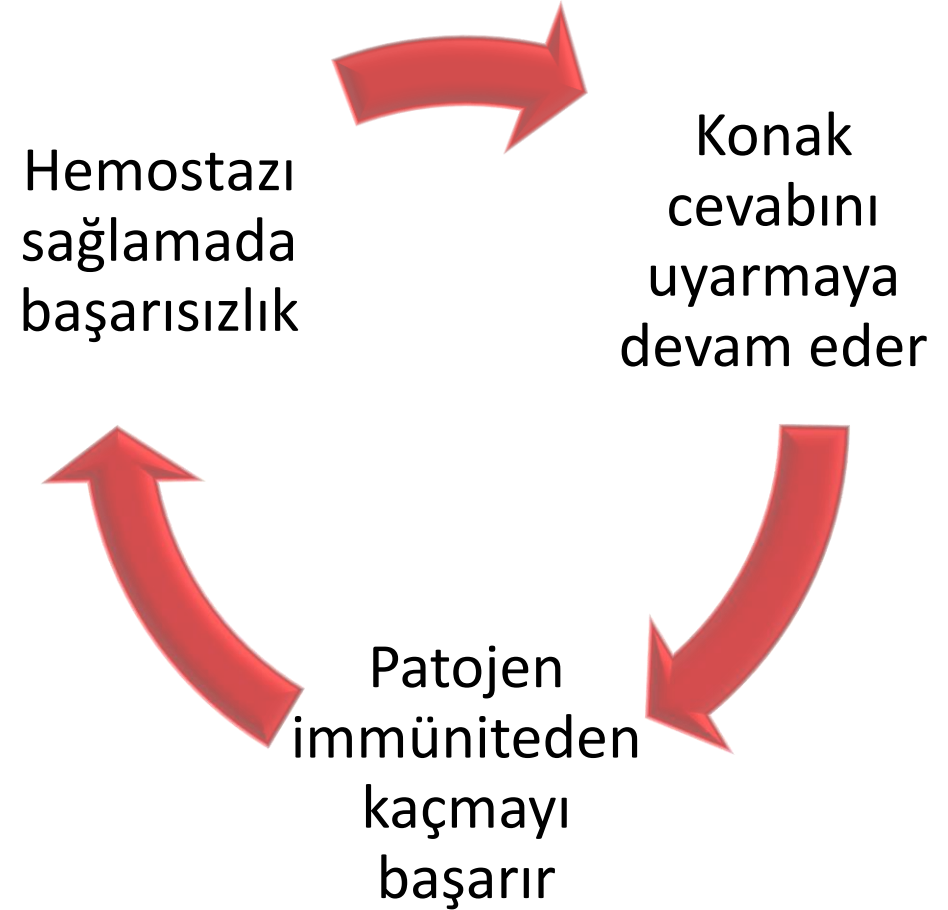 Hemostazı
sağlamada
başarısızlık
Konak
cevabını
uyarmaya
devam eder
Patojen
immüniteden
kaçmayı
başarır